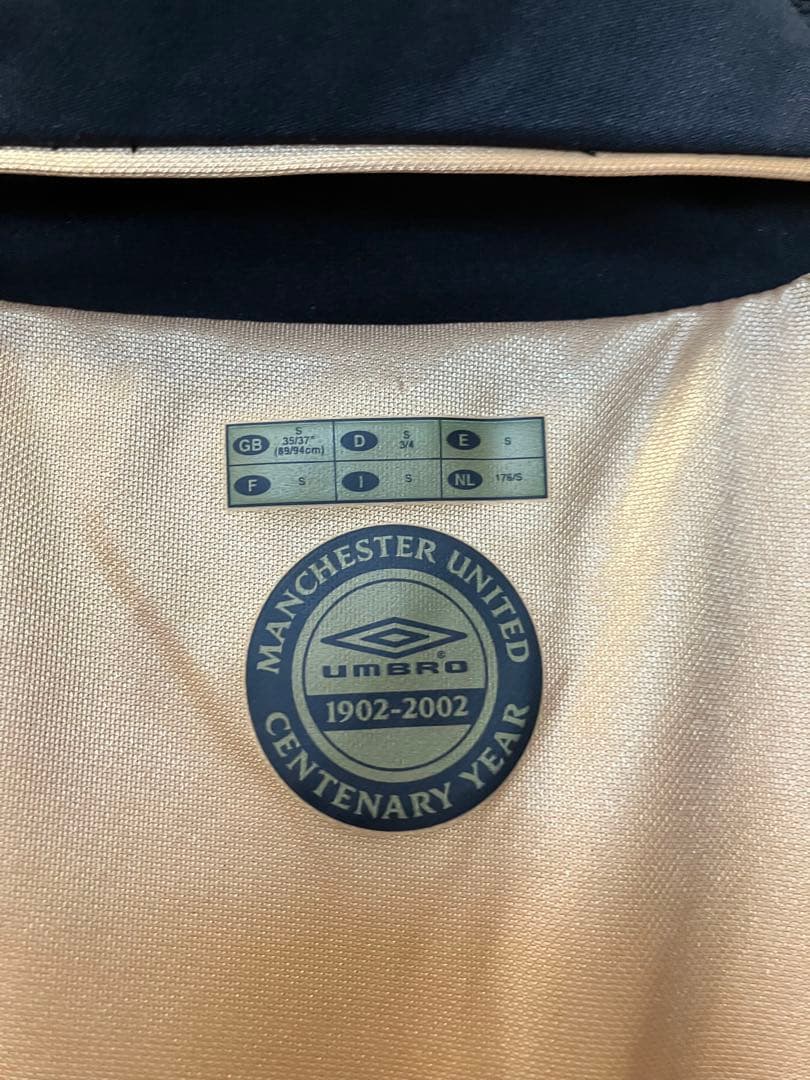 GB S 35/37" (89/94cm) D S 3/4 E S
F S I S NL 176/S
MANCHESTER UNITED
UMBRO®
1902-2002
CENTENARY YEAR